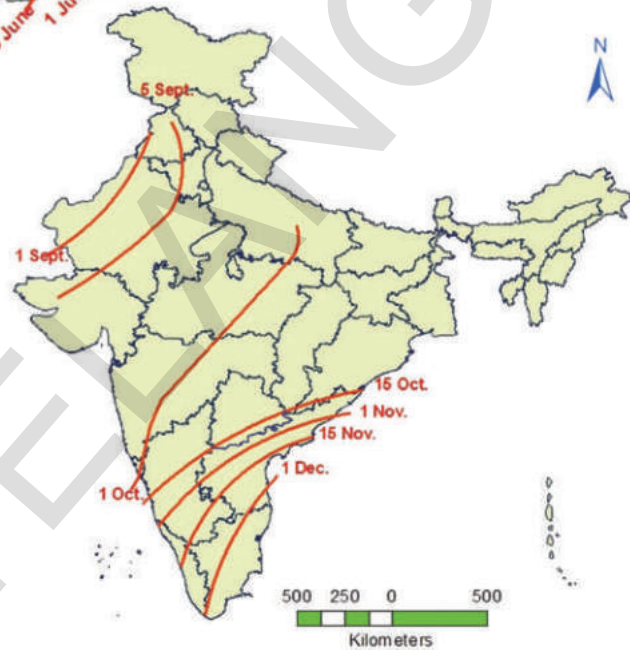 June
1 Ju
5 Sept.
N
1 Sept.
15 Oct.
1 Nov.
15 Nov.
1 Dec.
1 Oct.
500 250 0 500
Kilometers